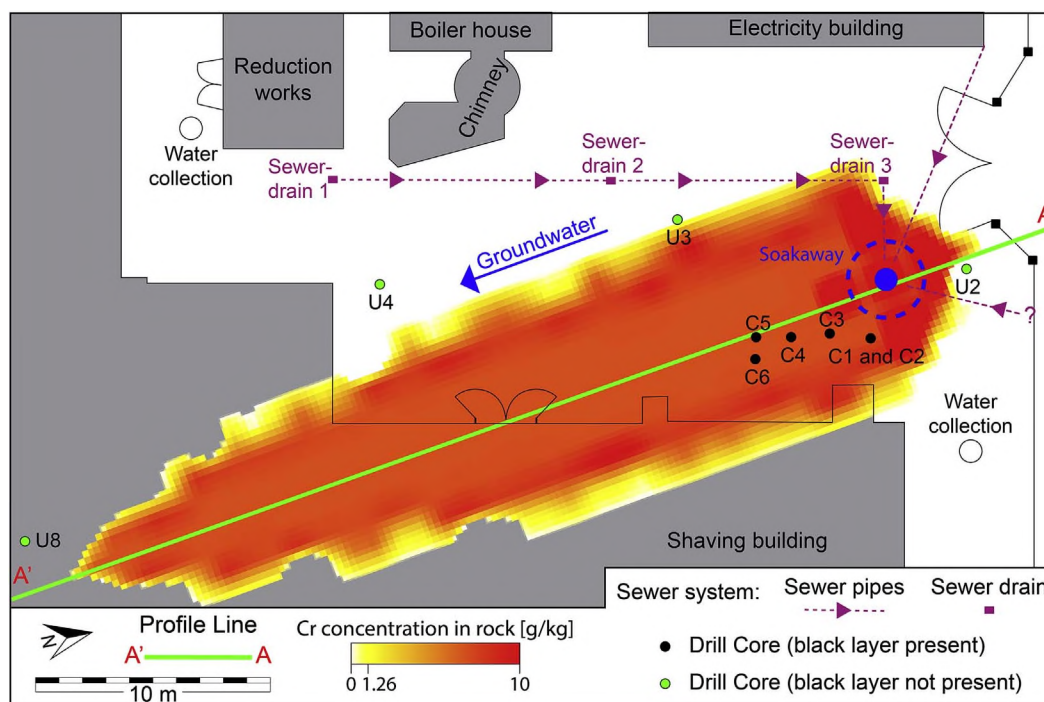 Boiler house
Electricity building
Reduction
works
Chimney
Water
collection
Sewer-
drain 1
Sewer-
drain 2
Sewer-
drain 3
A
U3
Groundwater
Soakaway
U2
U4
?
C5
C3
C4
C1 and C2
C6
Water
collection
U8
Shaving building
A'
Sewer system:
Sewer pipes
Sewer drain
N
Profile Line
A'
A
10 m
Cr concentration in rock [g/kg]
0 1.26
10
Drill Core (black layer present)
Drill Core (black layer not present)